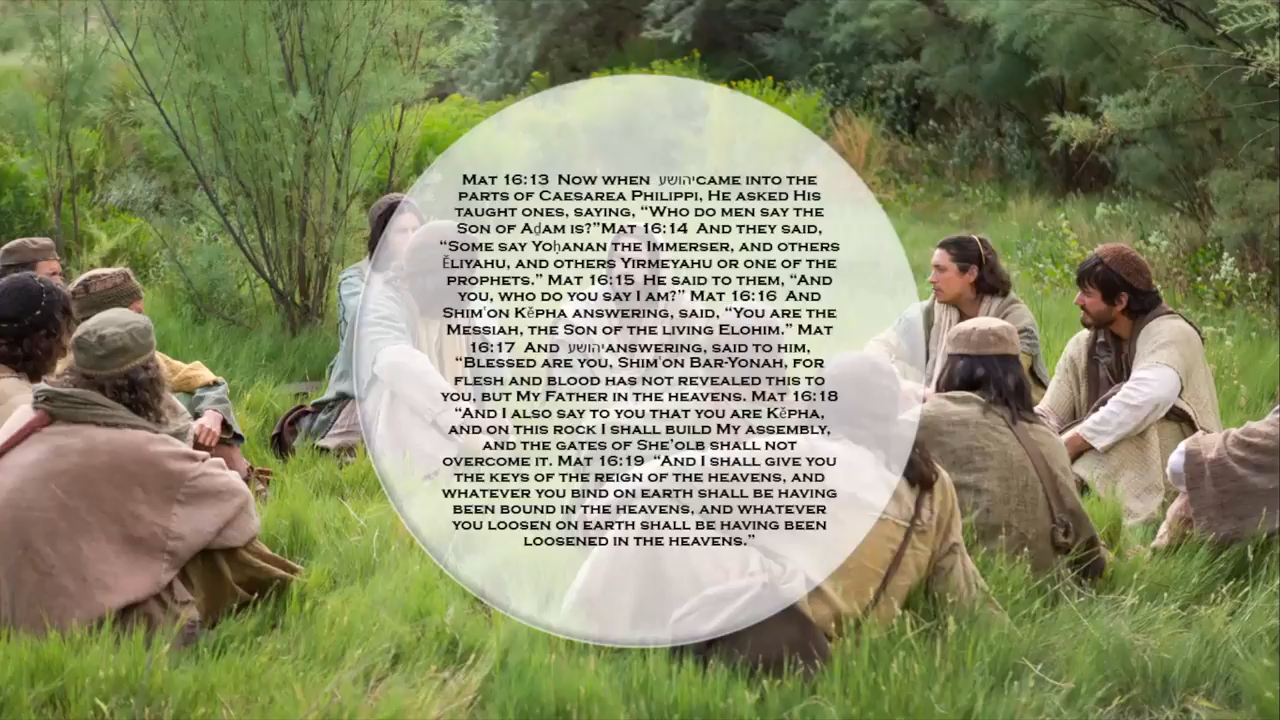 Mat 16:13  Now when  יהושעcame into the
parts of Caesarea Philippi, He asked His
taught ones, saying, “Who do men say the
Son of Aḏam is?”Mat 16:14  And they said,
“Some say Yoḥanan the Immerser, and others
Ěliyahu, and others Yirmeyahu or one of the
prophets.” Mat 16:15  He said to them, “And
you, who do you say I am?” Mat 16:16  And
Shimʽon Kěpha answering, said, “You are the
Messiah, the Son of the living Elohim.” Mat
16:17  And  יהושעanswering, said to him,
“Blessed are you, Shimʽon Bar-Yonah, for
flesh and blood has not revealed this to
you, but My Father in the heavens. Mat 16:18
“And I also say to you that you are Kěpha,
and on this rock I shall build My assembly,
and the gates of She’olb shall not
overcome it. Mat 16:19  “And I shall give you
the keys of the reign of the heavens, and
whatever you bind on earth shall be having
been bound in the heavens, and whatever
you loosen on earth shall be having been
loosened in the heavens.”